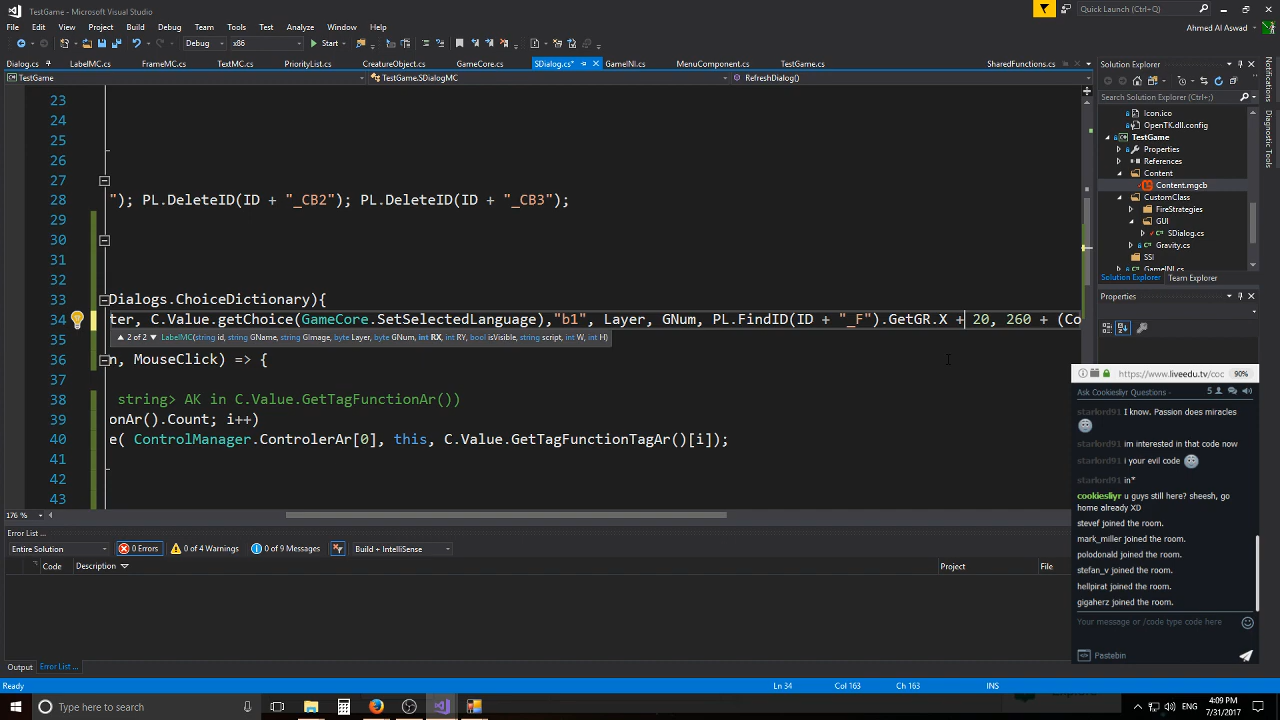 TestGame - Microsoft Visual Studio
Quick Launch (Ctrl+Q)
File Edit View Project Build Debug Team Tools Test Analyze Window Help
Ahmed Al Aswad
Debug x86 Start
Dialog.cs LabelMC.cs FrameMC.cs TextMC.cs PriorityList.cs CreatureObject.cs GameCore.cs SDialog.cs* GameINI.cs MenuComponent.cs TestGame.cs SharedFunctions.cs
TestGame TestGame.SDialogMC RefreshDialog()
23
24
25
26
27
28 "); PL.DeleteID(ID + "_CB2"); PL.DeleteID(ID + "_CB3");
29
30
31
32
33 Dialogs.ChoiceDictionary){
34 ter, C.Value.getChoice(GameCore.SetSelectedLanguage),"b1", Layer, GNum, PL.FindID(ID + "_F").GetGR.X + 20, 260 + (Co
35
▲ 2 of 2 ▼ LabelMC(string id, string GName, string GImage, byte Layer, byte GNum, int RX, int RY, bool isVisible, string script, int W, int H)
36 n, MouseClick) => {
37
38 string> AK in C.Value.GetTagFunctionAr())
39 onAr().Count; i++)
40 e( ControlManager.ControlerAr[0], this, C.Value.GetTagFunctionTagAr()[i]);
41
42
43
176 %
Error List ...
Entire Solution 0 Errors 0 of 4 Warnings 0 of 9 Messages Build + IntelliSense
Code Description Project File
Output Error List ...
Ready Ln 34 Col 163 Ch 163 INS
Solution Explorer
Search Solution Explorer (Ctrl+;)
Icon.ico
OpenTK.dll.config
TestGame
Properties
References
Content
Content.mgcb
CustomClass
FireStrategies
GUI
SDialog.cs
Gravity.cs
SSI
GameINI.cs
Solution Explorer Team Explorer
Properties
Notifications
Diagnostic Tools
https://www.liveedu.tv/coc 90%
Ask Cookieslyr Questions - 5
starlord91 I know. Passion does miracles
starlord91 im interested in that code now
starlord91 i your evil code
starlord91 in*
cookiesliyr u guys still here? sheesh, go
home already XD
stevef joined the room.
mark_miller joined the room.
polodonald joined the room.
stefan_v joined the room.
hellpirat joined the room.
gigaherz joined the room.
Your message or /code type code here
Pastebin
Type here to search
ENG
4:09 PM
7/31/2017